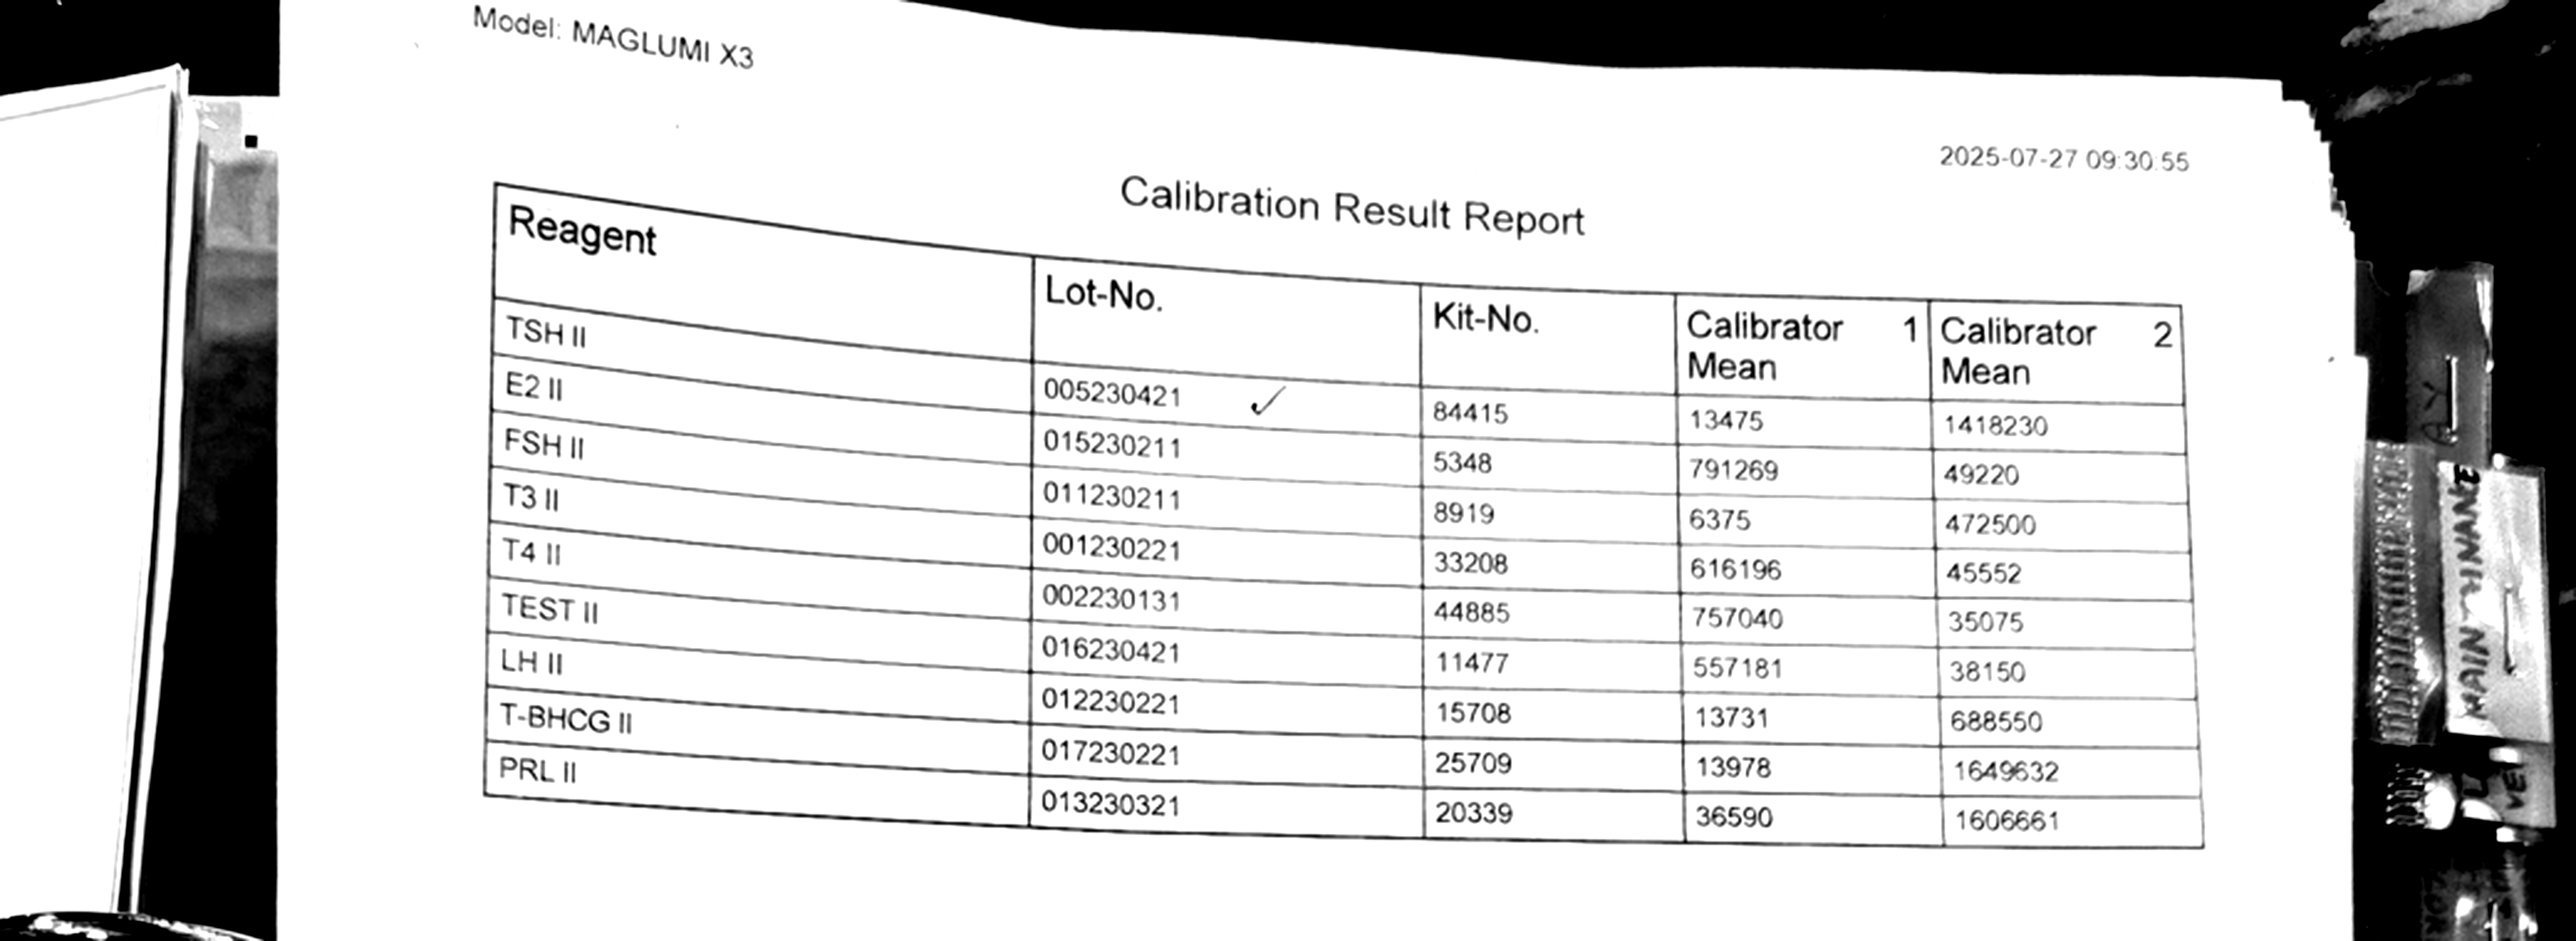 Model: MAGLUMI X3
2025-07-27 09:30:55
Calibration Result Report
Reagent Lot-No. Kit-No. Calibrator 1 Mean Calibrator 2 Mean
TSH II 005230421 ✓ 84415 13475 1418230
E2 II 015230211 5348 791269 49220
FSH II 011230211 8919 6375 472500
T3 II 001230221 33208 616196 45552
T4 II 002230131 44885 757040 35075
TEST II 016230421 11477 557181 38150
LH II 012230221 15708 13731 688550
T-BHCG II 017230221 25709 13978 1649632
PRL II 013230321 20339 36590 1606661